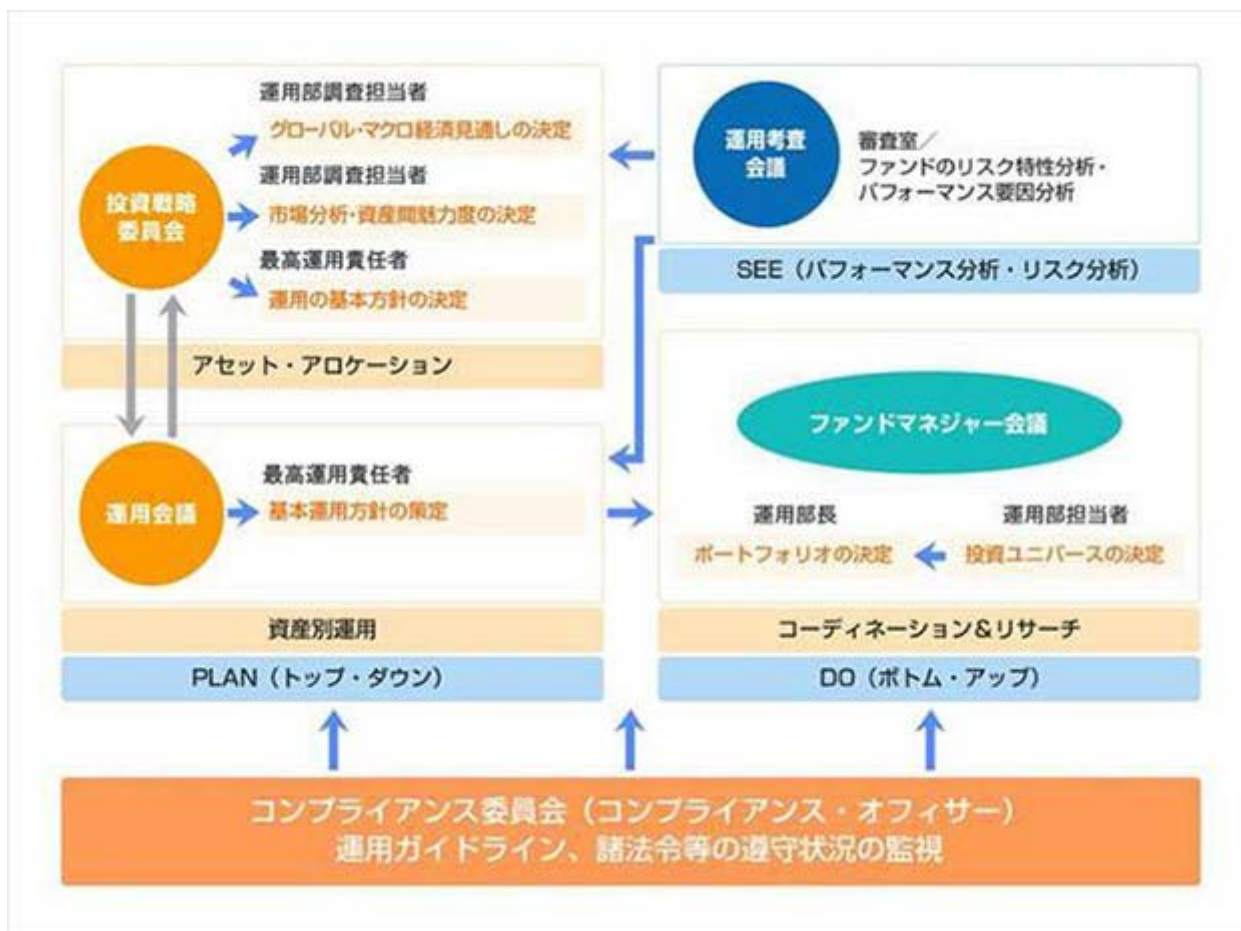 運用部調査担当者
グローバル・マクロ経済見通しの決定
投資戦略
委員会
運用部調査担当者
市場分析・資産間魅力度の決定
最高運用責任者
運用の基本方針の決定
アセット・アロケーション
運用考査
会議
審査室／
ファンドのリスク特性分析・
パフォーマンス要因分析
SEE（パフォーマンス分析・リスク分析）
運用会議
最高運用責任者
基本運用方針の策定
資産別運用
PLAN（トップ・ダウン）
ファンドマネジャー会議
運用部長
ポートフォリオの決定
運用部担当者
投資ユニバースの決定
コーディネーション＆リサーチ
DO（ボトム・アップ）
コンプライアンス委員会（コンプライアンス・オフィサー）
運用ガイドライン、諸法令等の遵守状況の監視